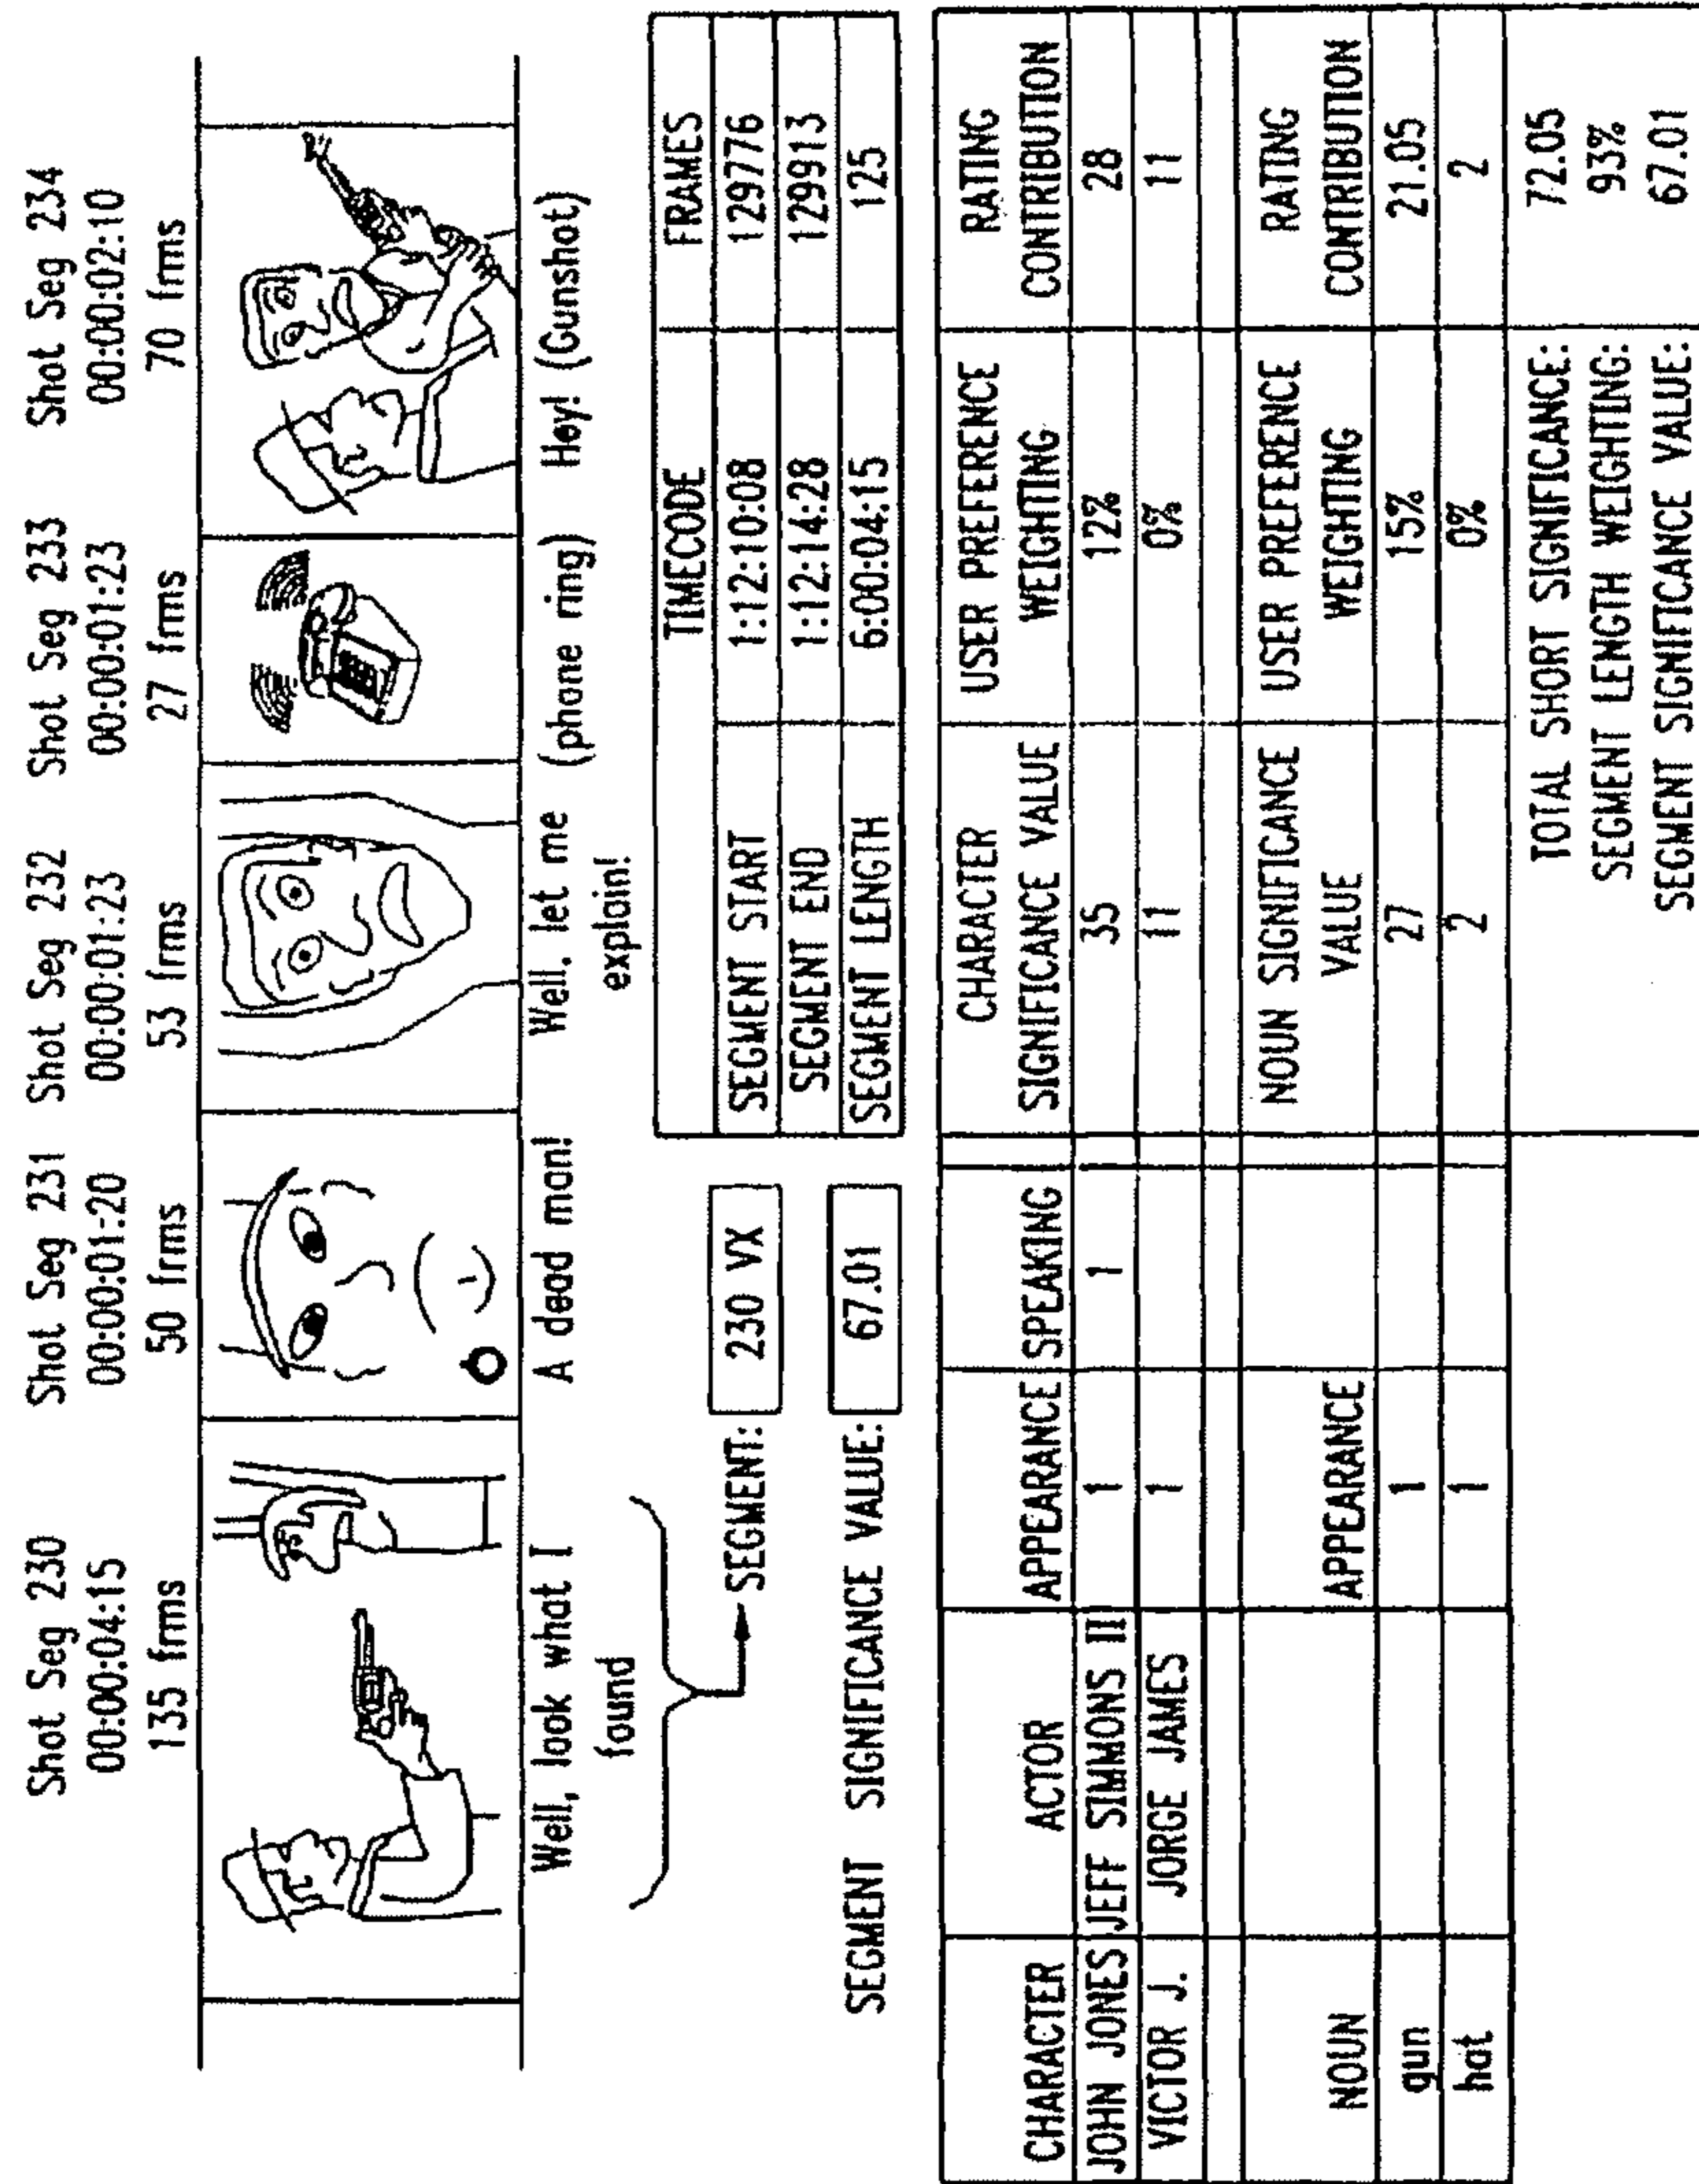 Shot Seg 230 Shot Seg 231 Shot Seg 232 Shot Seg 233 Shot Seg 234
00:00:04:15 00:00:01:20 00:00:01:23 00:00:01:23 00:00:02:10
135 frms 50 frms 53 frms 27 frms 70 frms
Well, look what I A dead man! Well, let me (phone ring) Hey! (Gunshot)
found explain!
TIMECODE FRAMES
SEGMENT: 230 VX SEGMENT START 1:12:10:08 129776
SEGMENT END 1:12:14:28 129913
SEGMENT SIGNIFICANCE VALUE: 67.01 SEGMENT LENGTH 6:00:04:15 125
CHARACTER USER PREFERENCE RATING
CHARACTER ACTOR APPEARANCE SPEAKING SIGNIFICANCE VALUE WEIGHTING CONTRIBUTION
JOHN JONES JEFF SIMMONS II 1 1 35 12% 28
VICTOR J. JORGE JAMES 1 11 0% 11
NOUN SIGNIFICANCE USER PREFERENCE RATING
NOUN APPEARANCE VALUE WEIGHTING CONTRIBUTION
gun 1 27 15% 21.05
hat 1 2 0% 2
TOTAL SHORT SIGNIFICANCE: 72.05
SEGMENT LENGTH WEIGHTING: 93%
SEGMENT SIGNIFICANCE VALUE: 67.01